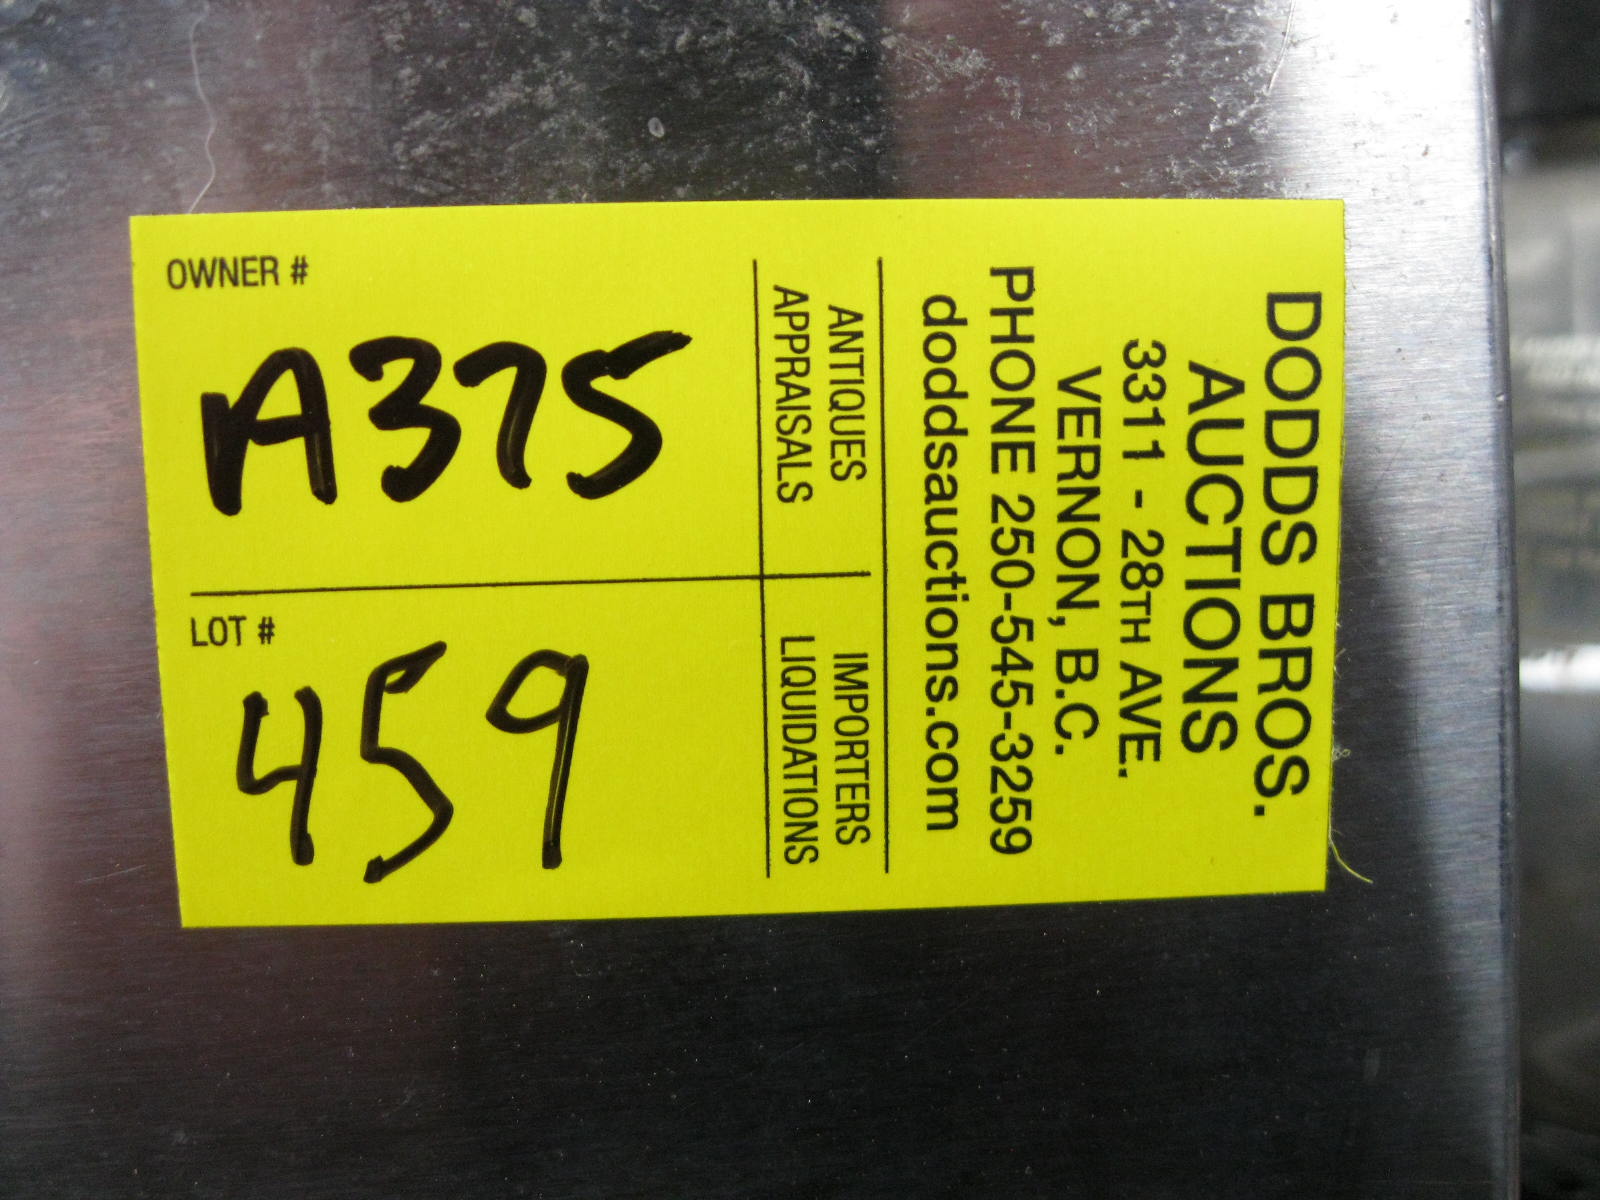 DODDS BROS.
AUCTIONS
3311 - 28TH AVE.
VERNON, B.C.
PHONE 250-545-3259
doddsauctions.com
ANTIQUES
APPRAISALS
IMPORTERS
LIQUIDATIONS
OWNER #
A375
LOT #
459